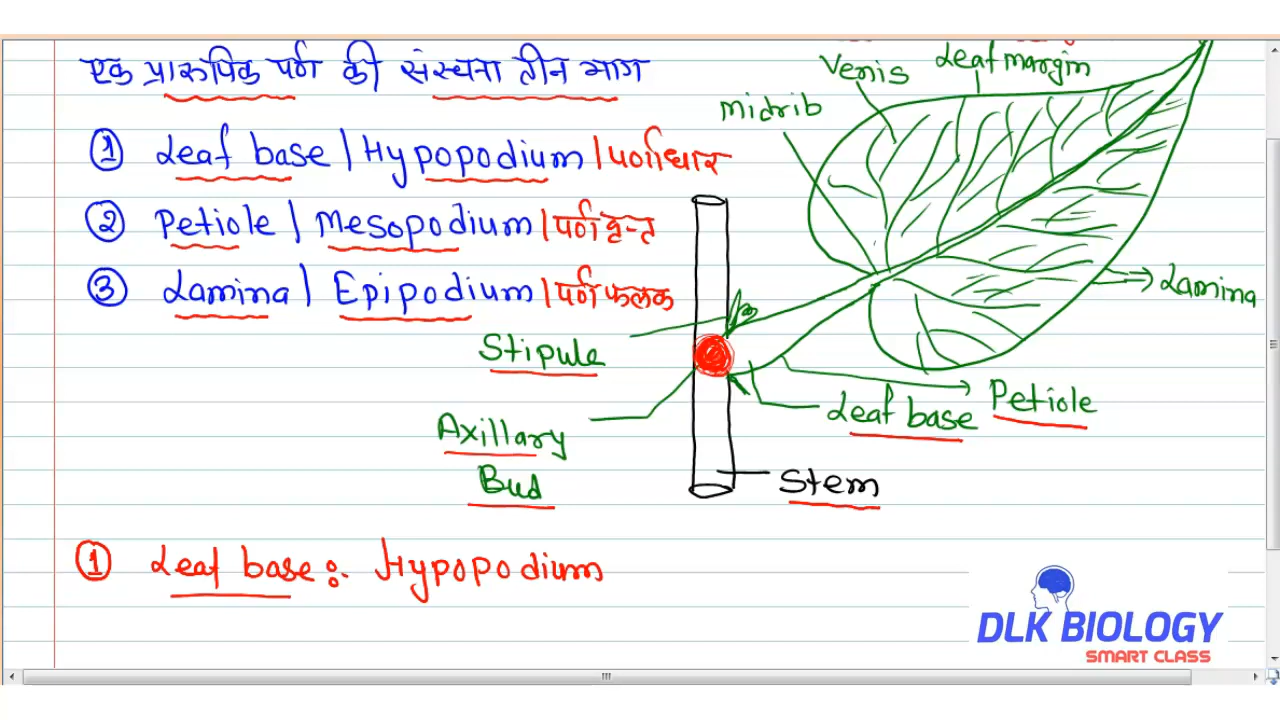 एक प्रारूपिक पर्ण की संरचना तीन भाग
① Leaf base | Hypopodium | पर्णाधार
② Petiole | Mesopodium | पर्णवृन्त
③ Lamina | Epipodium | पर्णफलक
Venis
Leaf margin
Midrib
Lamina
Stipule
Petiole
Leaf base
Axillary
Bud
Stem
① Leaf base :- Hypopodium
DLK BIOLOGY
SMART CLASS